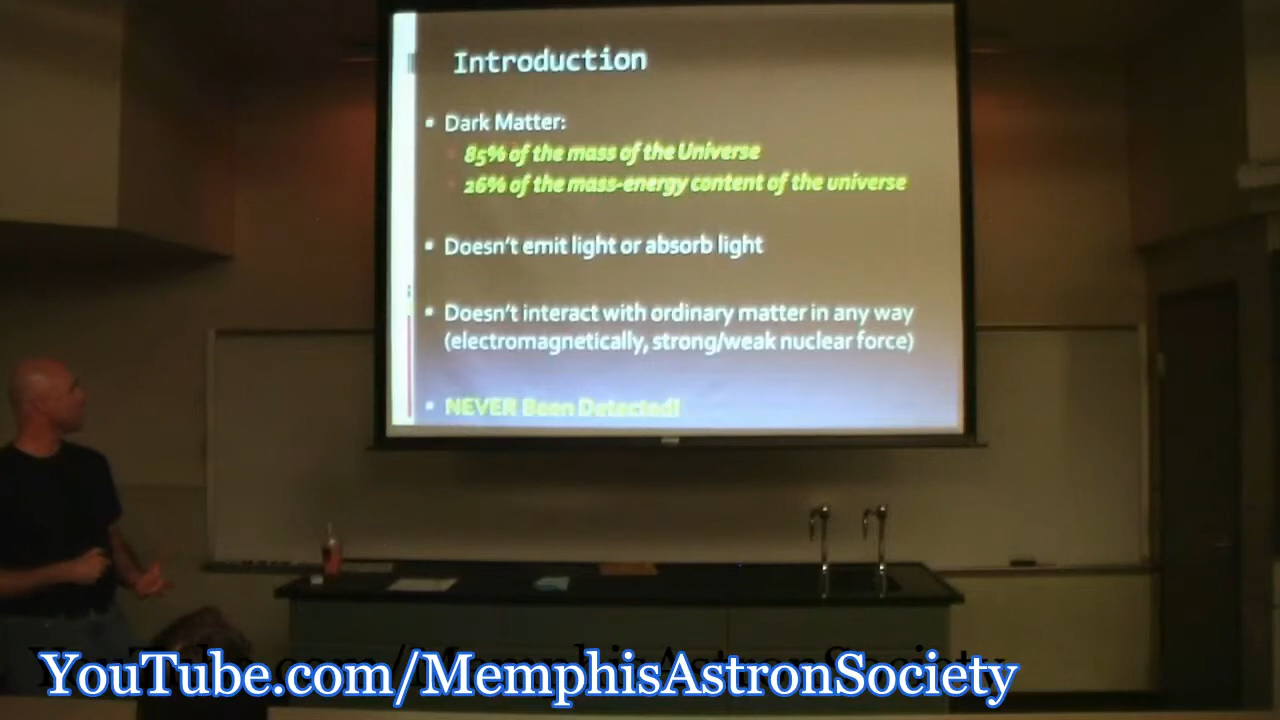 Introduction
Dark Matter:
85% of the mass of the Universe
26% of the mass-energy content of the universe
Doesn't emit light or absorb light
Doesn't interact with ordinary matter in any way
(electromagnetically, strong/weak nuclear force)
NEVER Been Detected!
YouTube.com/MemphisAstronSociety